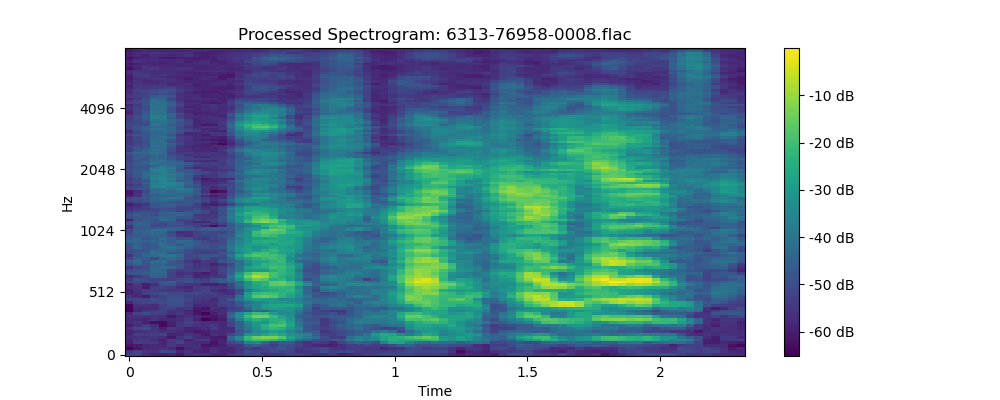 Processed Spectrogram: 6313-76958-0008.flac
Hz
4096
2048
1024
512
0
0 0.5 1 1.5 2
Time
-10 dB
-20 dB
-30 dB
-40 dB
-50 dB
-60 dB